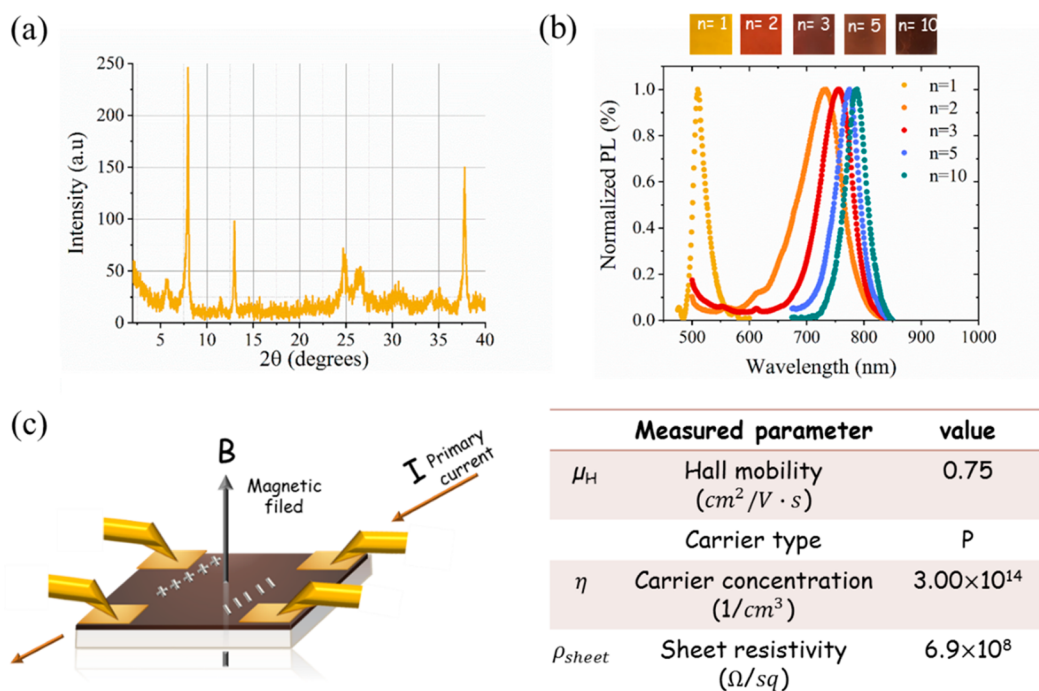 (a)
Intensity (a.u)
300
250
200
150
100
50
0
5 10 15 20 25 30 35 40
2θ (degrees)
(b)
n= 1 n= 2 n= 3 n= 5 n= 10
Normalized PL (%)
1.0
0.8
0.6
0.4
0.2
0.0
n=1
n=2
n=3
n=5
n=10
500 600 700 800 900 1000
Wavelength (nm)
(c)
B
Magnetic
filed
I Primary
current
+++++
Measured parameter value
μH Hall mobility 0.75
(cm²/V · s)
Carrier type P
η Carrier concentration 3.00×10¹⁴
(1/cm³)
ρsheet Sheet resistivity 6.9×10⁸
(Ω/sq)